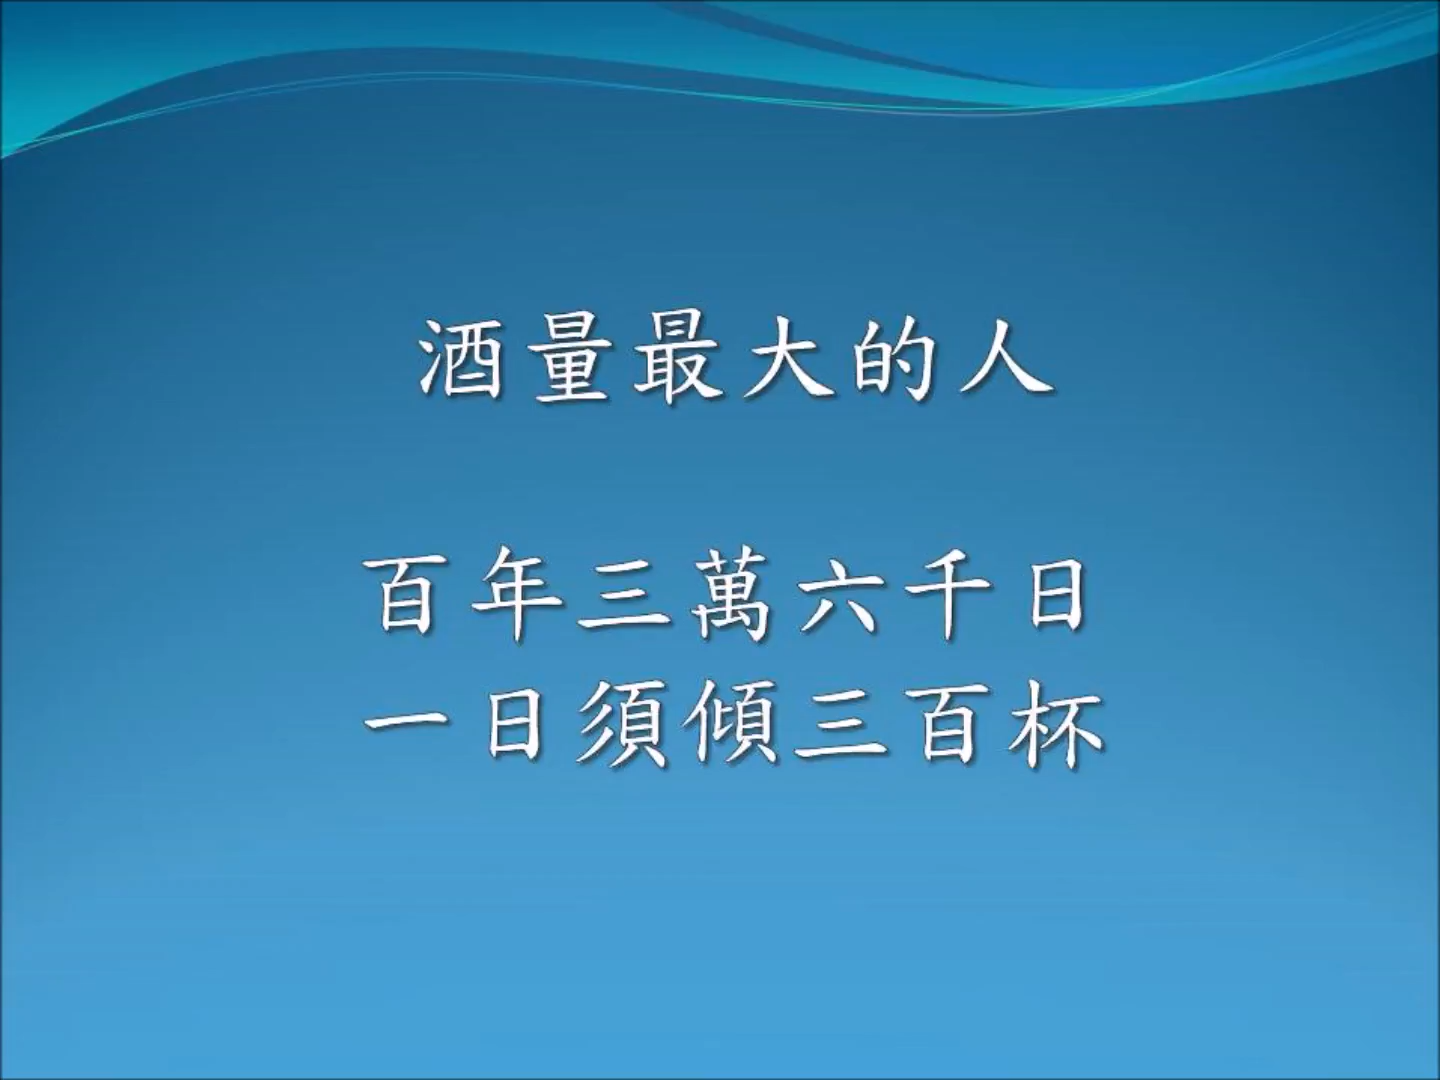 酒量最大的人
百年三萬六千日
一日須傾三百杯